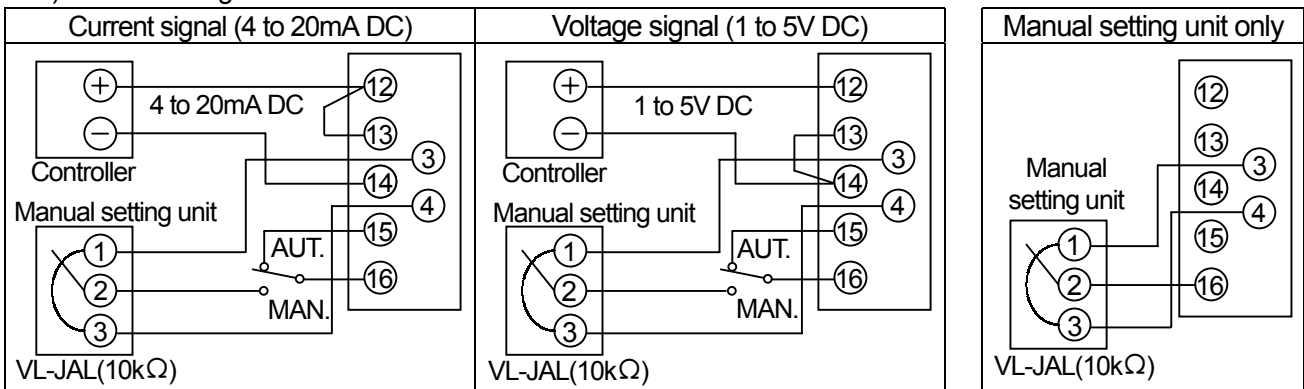 Current signal (4 to 20mA DC)
+
4 to 20mA DC
−
Controller
Manual setting unit
1
2
3
VL-JAL(10kΩ)
AUT.
MAN.
12
13
3
14
4
15
16
Voltage signal (1 to 5V DC)
+
1 to 5V DC
−
Controller
Manual setting unit
1
2
3
VL-JAL(10kΩ)
AUT.
MAN.
12
13
3
14
4
15
16
Manual setting unit only
Manual
setting unit
1
2
3
VL-JAL(10kΩ)
12
13
3
14
4
15
16